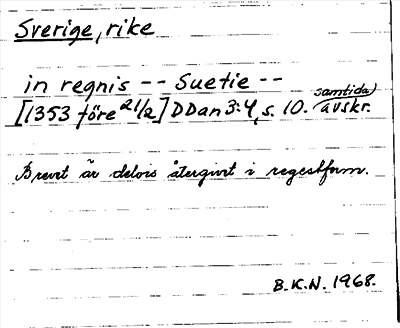 Sverige, rike
in regnis -- Suetie --
[1353 före 21/2] DDan 3:4, s. 10. samtida avskr.
Brevet är delvis återgivet i regestform.
B.K.N. 1968.